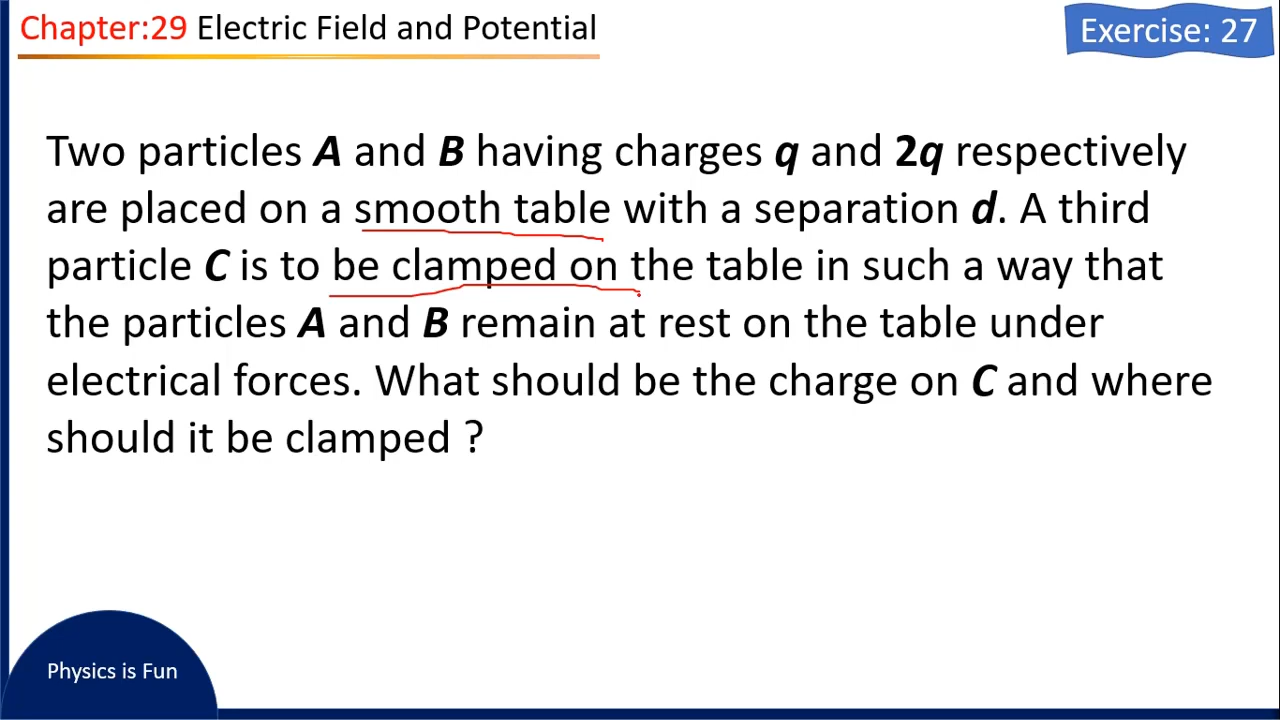 Chapter:29 Electric Field and Potential
Exercise: 27
Two particles A and B having charges q and 2q respectively
are placed on a smooth table with a separation d. A third
particle C is to be clamped on the table in such a way that
the particles A and B remain at rest on the table under
electrical forces. What should be the charge on C and where
should it be clamped ?
Physics is Fun